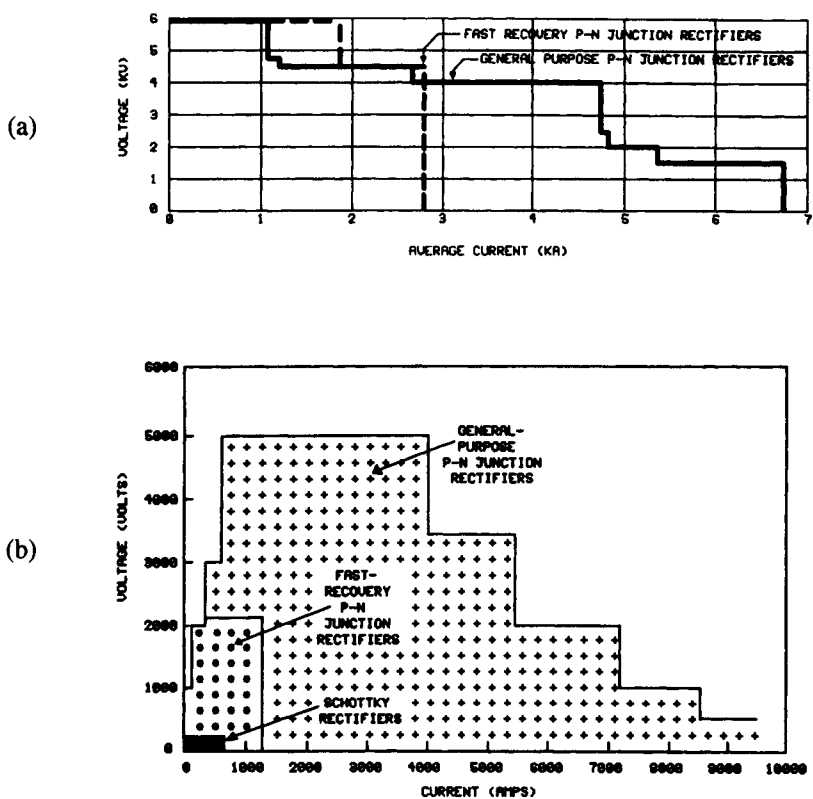 (a)
VOLTAGE (KV)
6
5
4
3
2
1
0
FAST RECOVERY P-N JUNCTION RECTIFIERS
GENERAL PURPOSE P-N JUNCTION RECTIFIERS
0 1 2 3 4 5 6 7
AVERAGE CURRENT (KA)
(b)
VOLTAGE (VOLTS)
6000
5000
4000
3000
2000
1000
0
GENERAL-
PURPOSE
P-N JUNCTION
RECTIFIERS
FAST-
RECOVERY
P-N
JUNCTION
RECTIFIERS
SCHOTTKY
RECTIFIERS
0 1000 2000 3000 4000 5000 6000 7000 8000 9000 10000
CURRENT (AMPS)